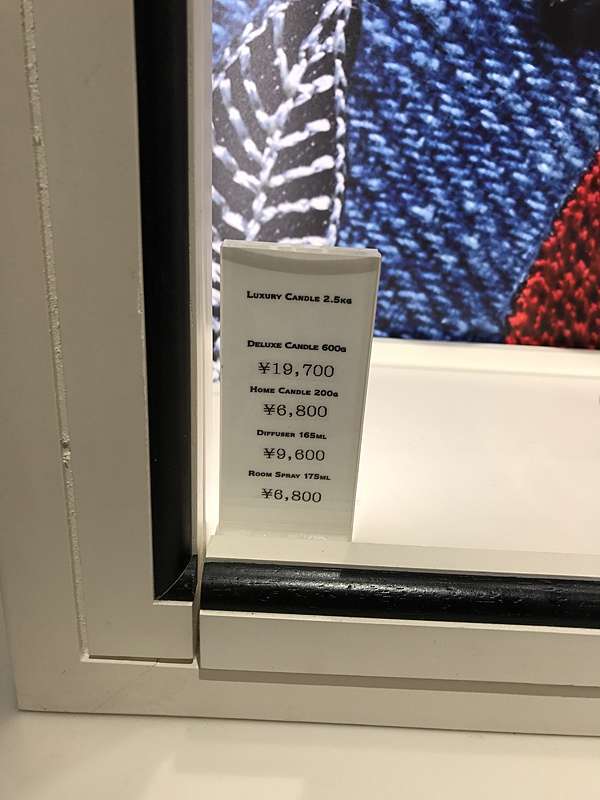 LUXURY CANDLE 2.5KG
DELUXE CANDLE 600G
¥19,700
HOME CANDLE 200G
¥6,800
DIFFUSER 165ML
¥9,600
ROOM SPRAY 175ML
¥6,800